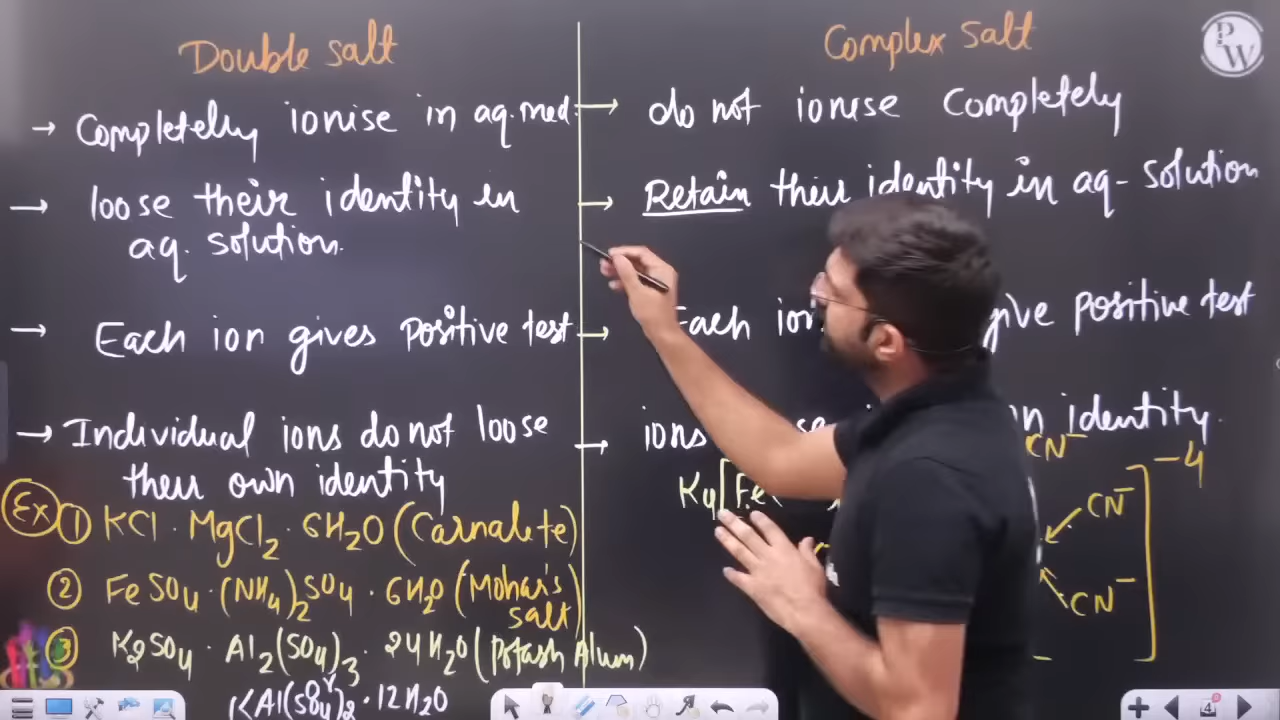 Double salt
→ Completely ionise in aq. med.
→ loose their identity in
aq. solution.
→ Each ion gives positive test
→ Individual ions do not loose
their own identity
Ex ① KCl · MgCl2 · 6H2O (Carnalite)
② FeSO4 · (NH4)2SO4 · 6H2O (Mohar's
salt)
③ K2SO4 · Al2(SO4)3 · 24H2O (Potash Alum)
KAl(SO4)2 · 12H2O
Complex Salt
PW
→ do not ionise Completely
→ Retain their identity in aq- solution
→ Each give positive test
→ ions identity.
CN⁻
K4[Fe ]⁻⁴
CN⁻
CN⁻
4